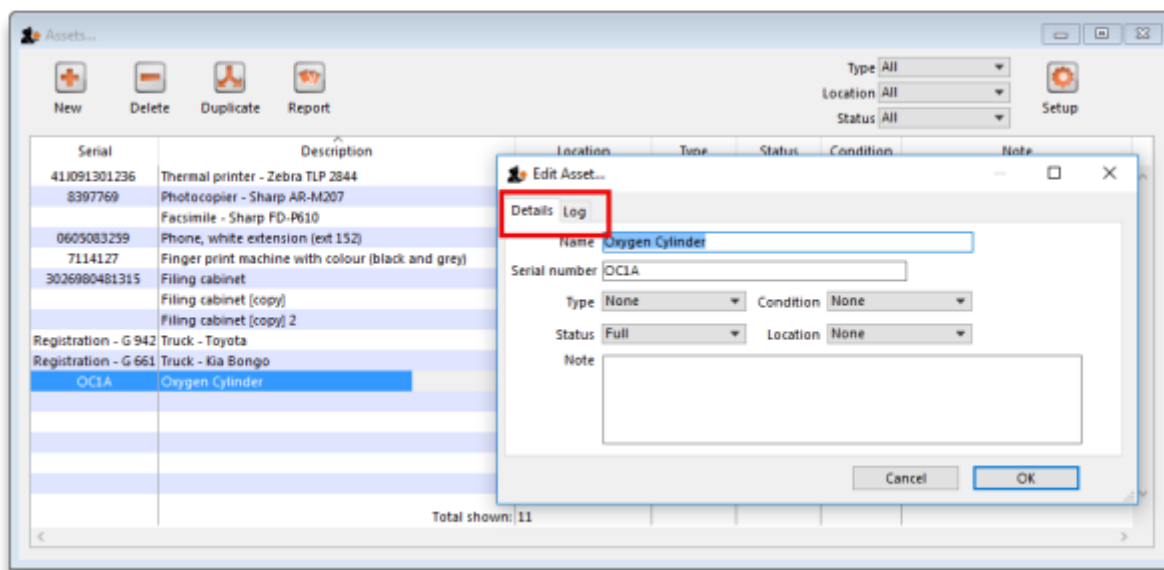 Assets...
New Delete Duplicate Report
Type All
Location All
Status All
Setup
Serial Description Location Type Status Condition Note
41J091301236 Thermal printer - Zebra TLP 2844
8397769 Photocopier - Sharp AR-M207
Facsimile - Sharp FD-P610
0605083259 Phone, white extension (ext 152)
7114127 Finger print machine with colour (black and grey)
3026980481315 Filing cabinet
Filing cabinet [copy]
Filing cabinet [copy] 2
Registration - G 942 Truck - Toyota
Registration - G 661 Truck - Kia Bongo
OC1A Oxygen Cylinder
Total shown: 11
Edit Asset...
Details Log
Name Oxygen Cylinder
Serial number OC1A
Type None Condition None
Status Full Location None
Note
Cancel OK